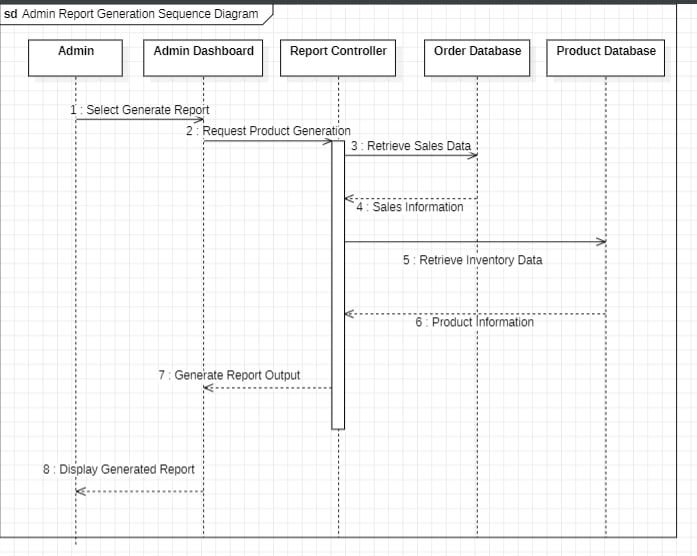 sd Admin Report Generation Sequence Diagram
Admin
Admin Dashboard
Report Controller
Order Database
Product Database
1 : Select Generate Report
2 : Request Product Generation
3 : Retrieve Sales Data
4 : Sales Information
5 : Retrieve Inventory Data
6 : Product Information
7 : Generate Report Output
8 : Display Generated Report